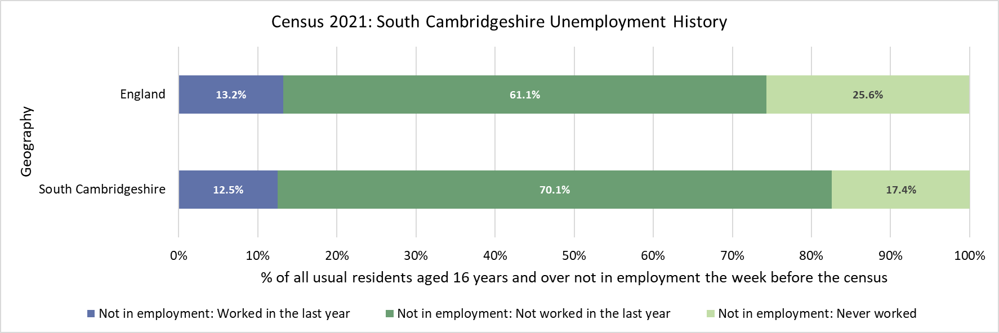 Census 2021: South Cambridgeshire Unemployment History
Geography
England
13.2%
61.1%
25.6%
South Cambridgeshire
12.5%
70.1%
17.4%
0%
10%
20%
30%
40%
50%
60%
70%
80%
90%
100%
% of all usual residents aged 16 years and over not in employment the week before the census
Not in employment: Worked in the last year
Not in employment: Not worked in the last year
Not in employment: Never worked